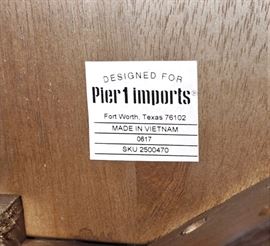 DESIGNED FOR
Pier 1 imports®
Fort Worth, Texas 76102
MADE IN VIETNAM
0617
SKU 2500470